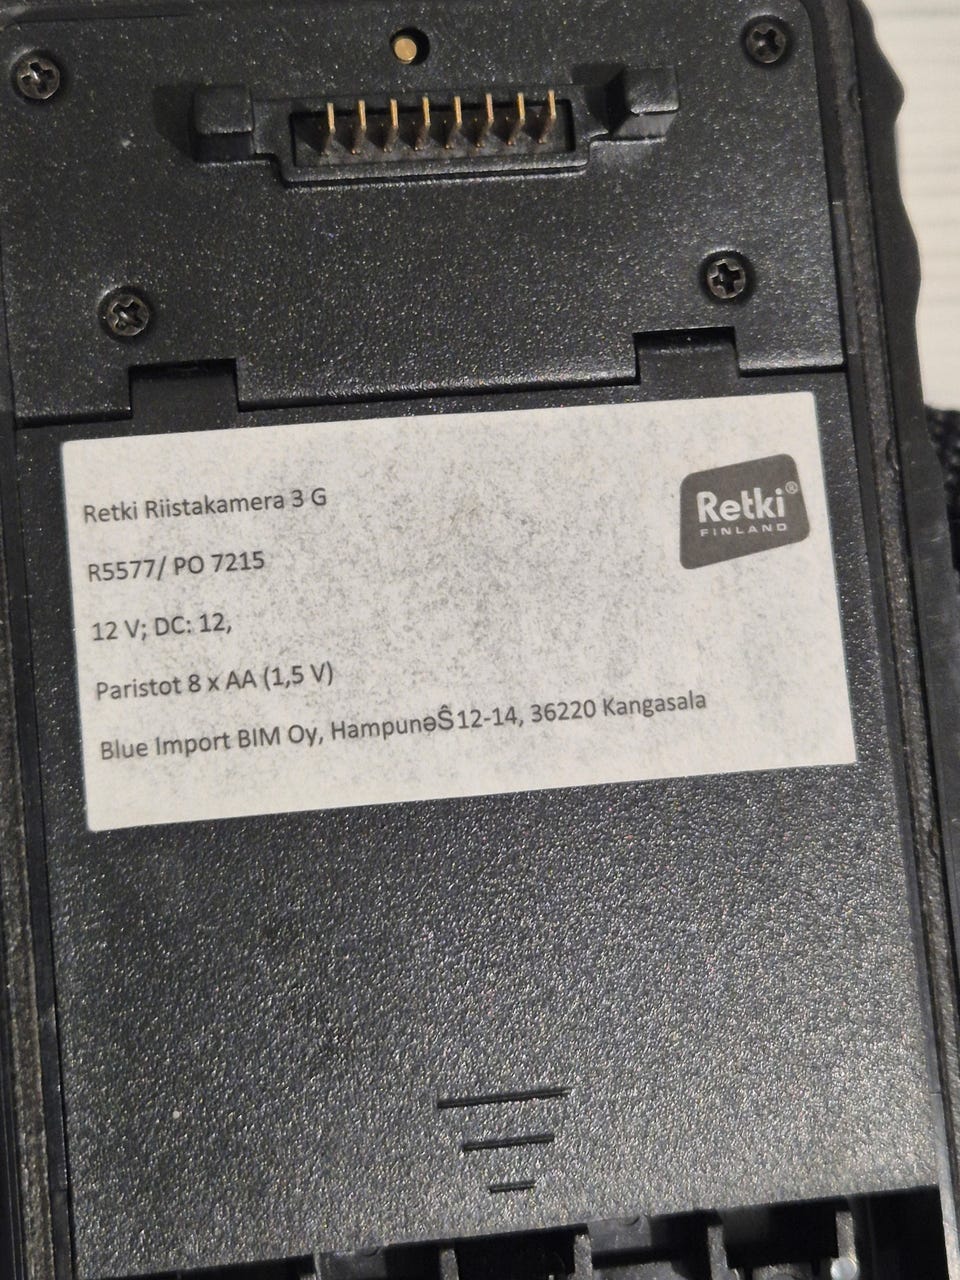 Retki Riistakamera 3 G
Retki®
FINLAND
R5577/ PO 7215
12 V; DC: 12,
Paristot 8 x AA (1,5 V)
Blue Import BIM Oy, HampunəŜ12-14, 36220 Kangasala